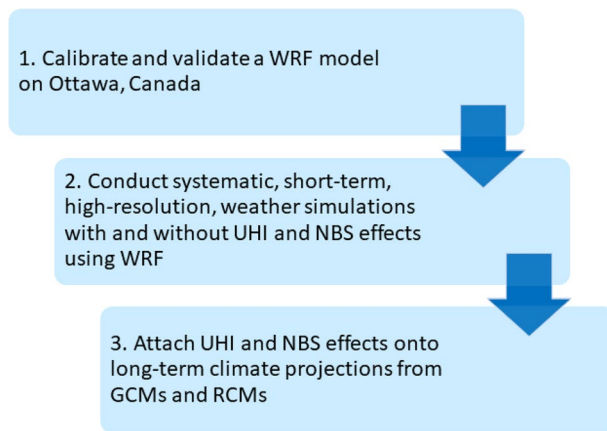 1. Calibrate and validate a WRF model
on Ottawa, Canada
2. Conduct systematic, short-term,
high-resolution, weather simulations
with and without UHI and NBS effects
using WRF
3. Attach UHI and NBS effects onto
long-term climate projections from
GCMs and RCMs